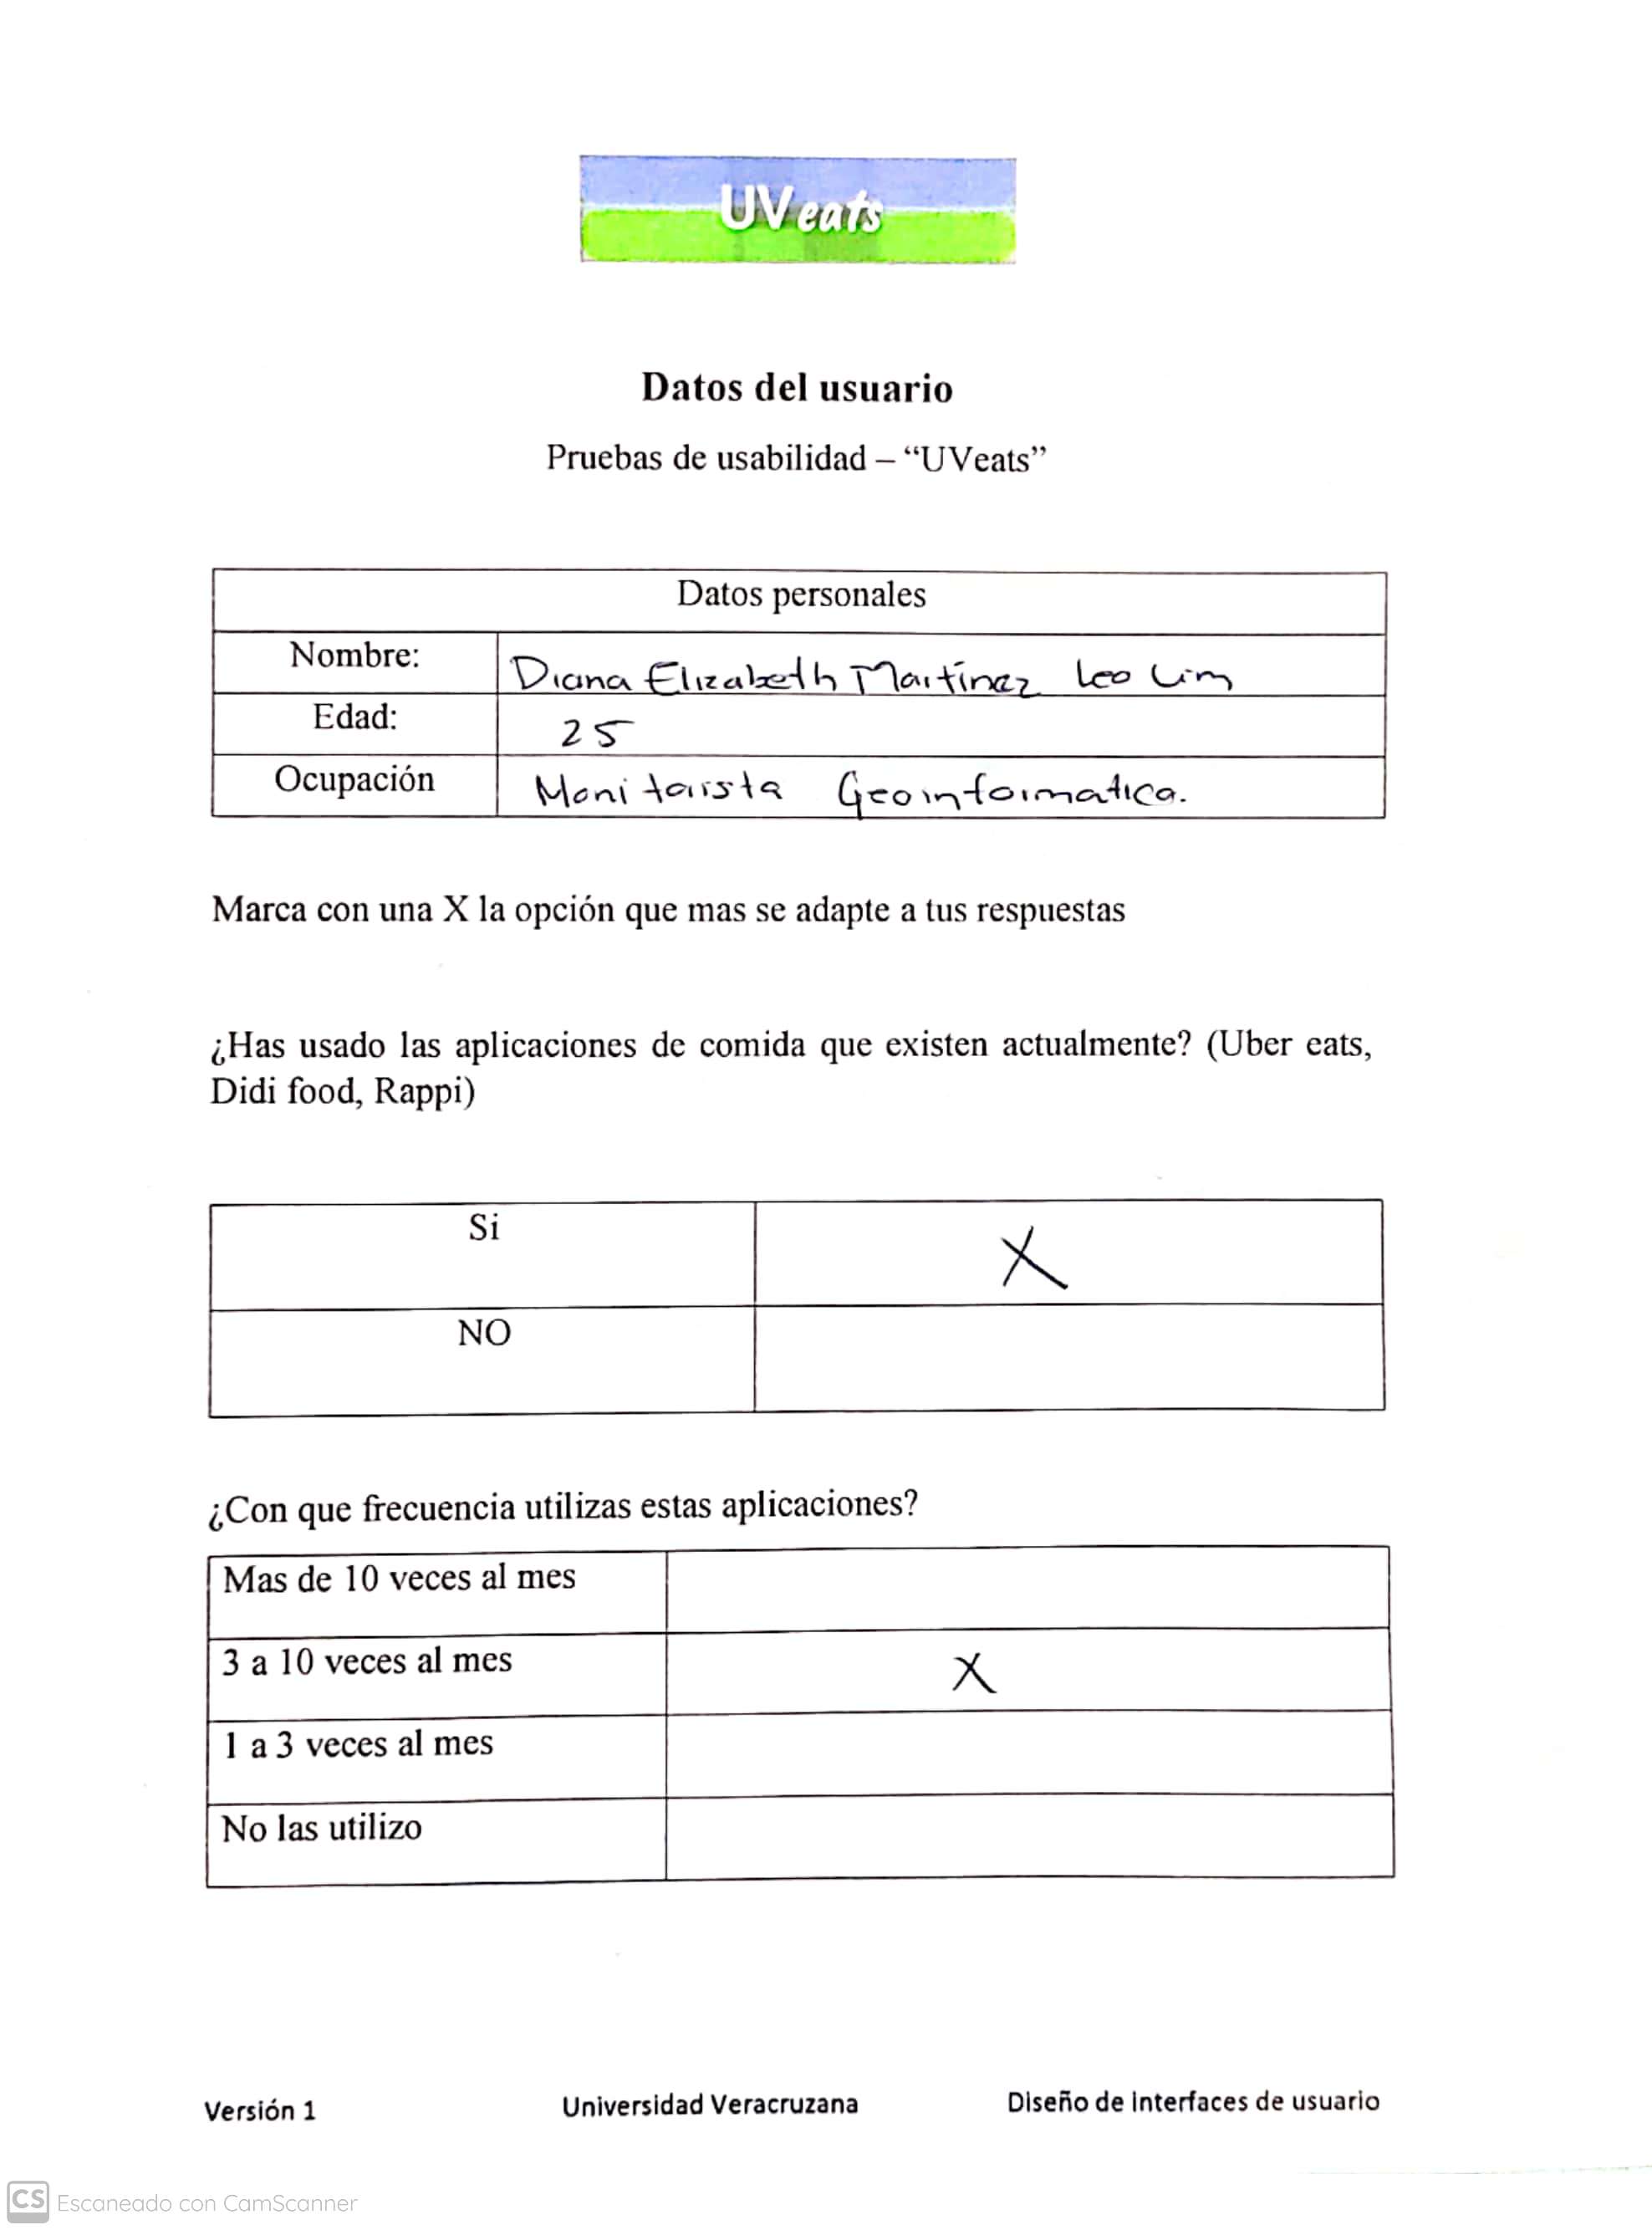 UVeats
Datos del usuario
Pruebas de usabilidad – “UVeats”
Datos personales
Nombre: Diana Elizabeth Martínez Leo Lim
Edad: 25
Ocupación Monitorista Geoinformatica.
Marca con una X la opción que mas se adapte a tus respuestas
¿Has usado las aplicaciones de comida que existen actualmente? (Uber eats,
Didi food, Rappi)
Si X
NO
¿Con que frecuencia utilizas estas aplicaciones?
Mas de 10 veces al mes
3 a 10 veces al mes X
1 a 3 veces al mes
No las utilizo
Versión 1 Universidad Veracruzana Diseño de interfaces de usuario
CS Escaneado con CamScanner